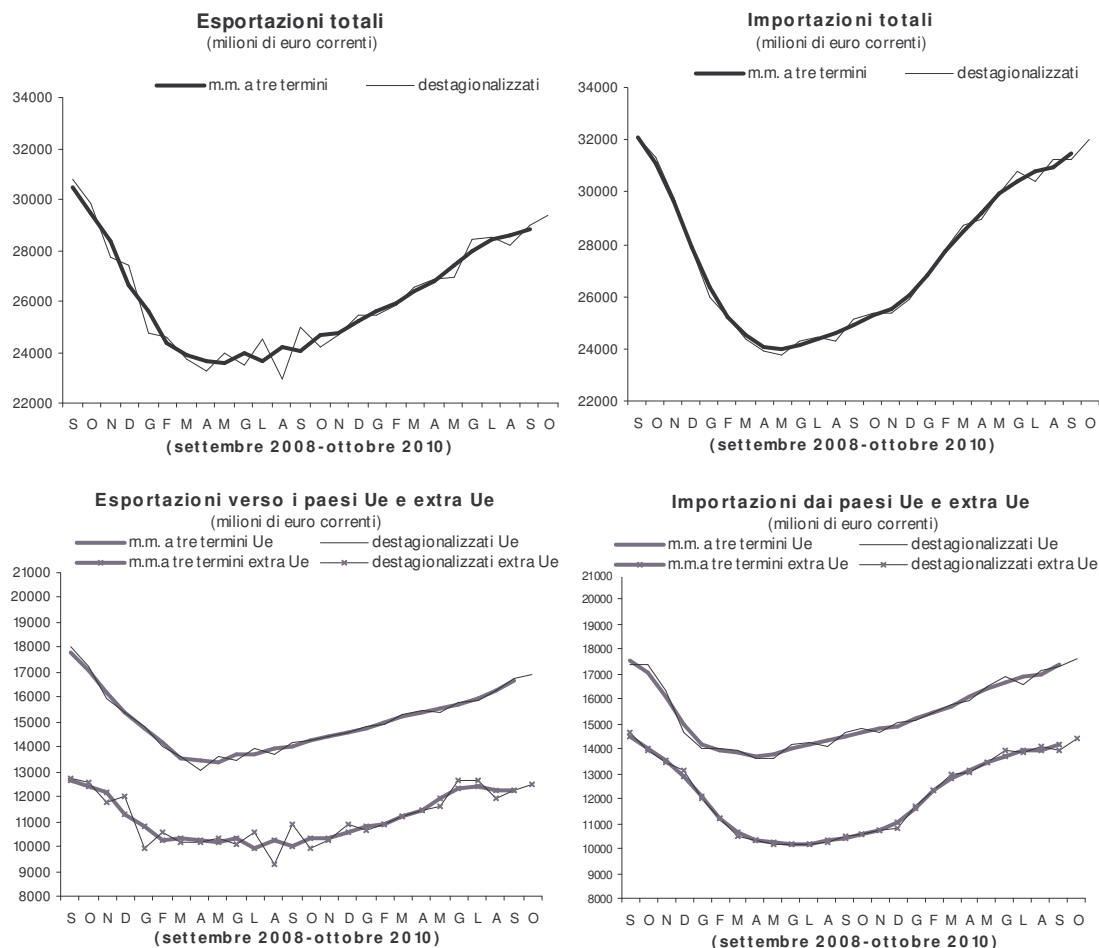 Esportazioni totali
(milioni di euro correnti)
m.m. a tre termini destagionalizzati
34000
32000
30000
28000
26000
24000
22000
S O N D G F M A M G L A S O N D G F M A M G L A S O
(settembre 2008-ottobre 2010)
Importazioni totali
(milioni di euro correnti)
m.m. a tre termini destagionalizzati
34000
32000
30000
28000
26000
24000
22000
S O N D G F M A M G L A S O N D G F M A M G L A S O
(settembre 2008-ottobre 2010)
Esportazioni verso i paesi Ue e extra Ue
(milioni di euro correnti)
m.m. a tre termini Ue destagionalizzati Ue
m.m.a tre termini extra Ue destagionalizzati extra Ue
21000
20000
19000
18000
17000
16000
15000
14000
13000
12000
11000
10000
9000
8000
S O N D G F M A M G L A S O N D G F M A M G L A S O
(settembre 2008-ottobre 2010)
Importazioni dai paesi Ue e extra Ue
(milioni di euro correnti)
m.m. a tre termini Ue destagionalizzati Ue
m.m.a tre termini extra Ue destagionalizzati extra Ue
21000
20000
19000
18000
17000
16000
15000
14000
13000
12000
11000
10000
9000
8000
S O N D G F M A M G L A S O N D G F M A M G L A S O
(settembre 2008-ottobre 2010)